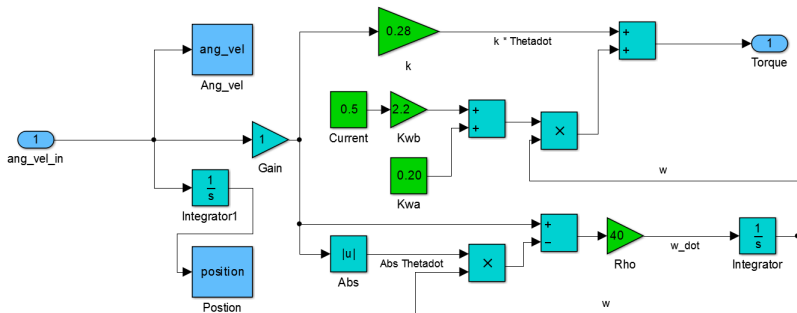 ang_vel
Ang_vel
0.28
k
k * Thetadot
+
+
1
Torque
0.5
Current
2.2
Kwb
+
+
×
1
ang_vel_in
1
Gain
0.20
Kwa
w
1
s
Integrator1
position
Postion
|u|
Abs
Abs Thetadot
×
+
−
40
Rho
w_dot
1
s
Integrator
w